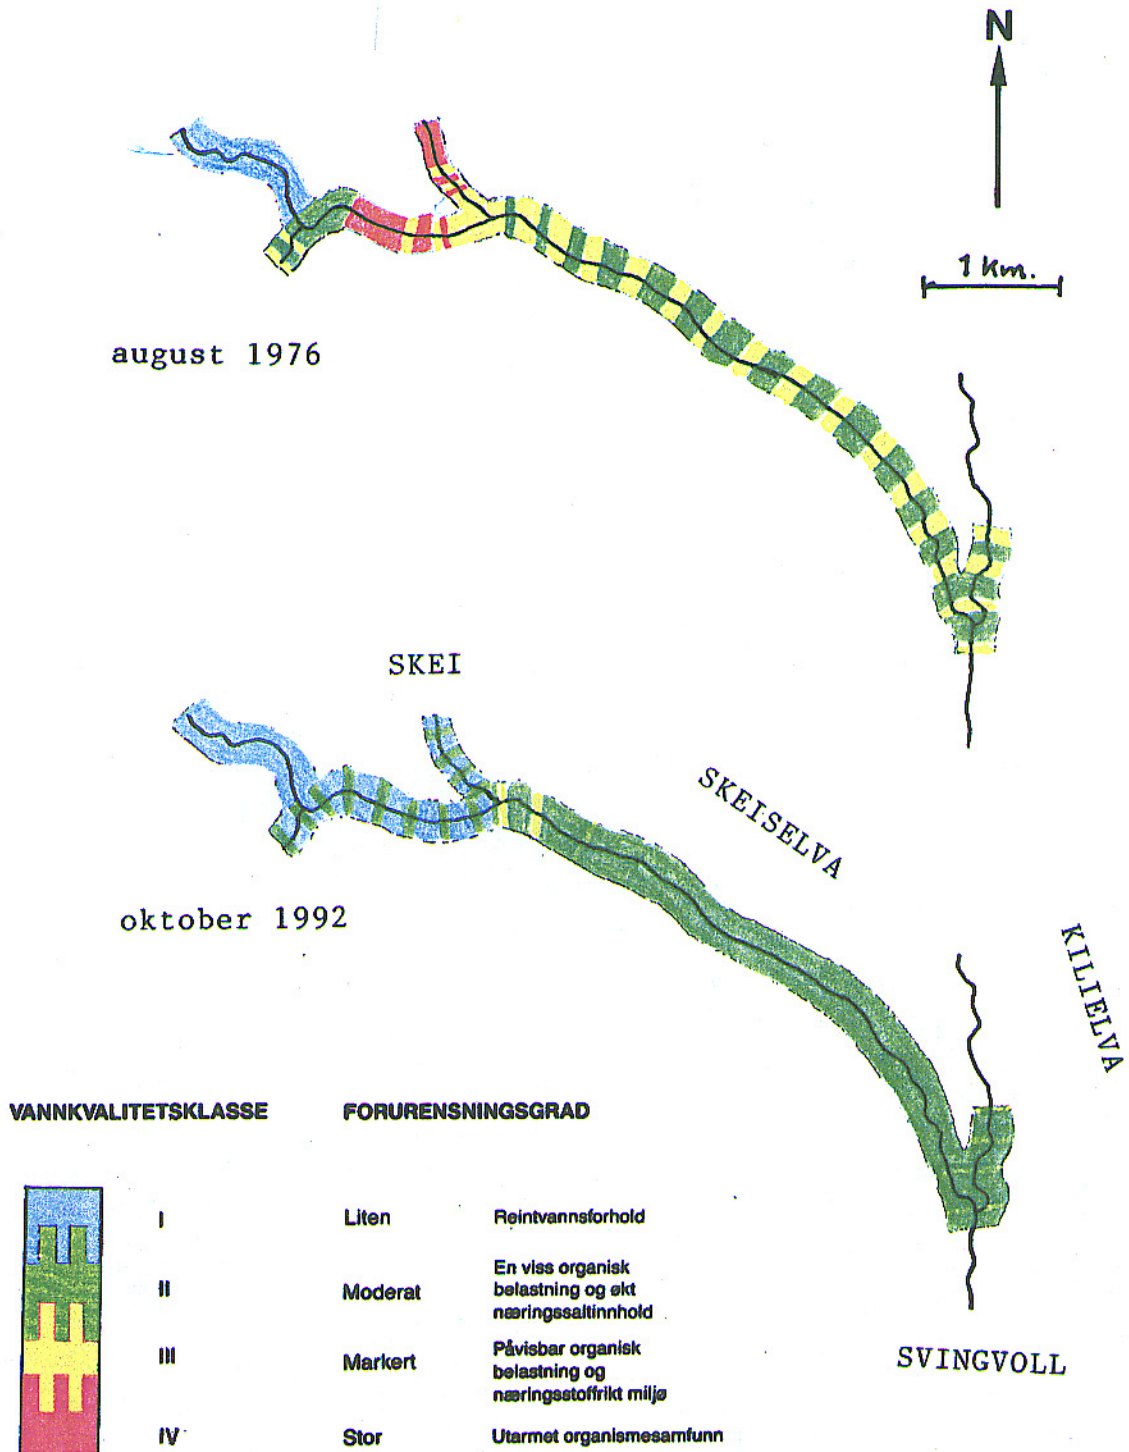 N
1 Km.
august 1976
SKEI
SKEISELVA
oktober 1992
KILIELVA
VANNKVALITETSKLASSE FORURENSNINGSGRAD
I Liten Reintvannsforhold
II Moderat En viss organisk
belastning og økt
næringssaltinnhold
III Markert Påvisbar organisk
belastning og
næringsstoffrikt miljø
SVINGVOLL
IV Stor Utarmet organismesamfunn